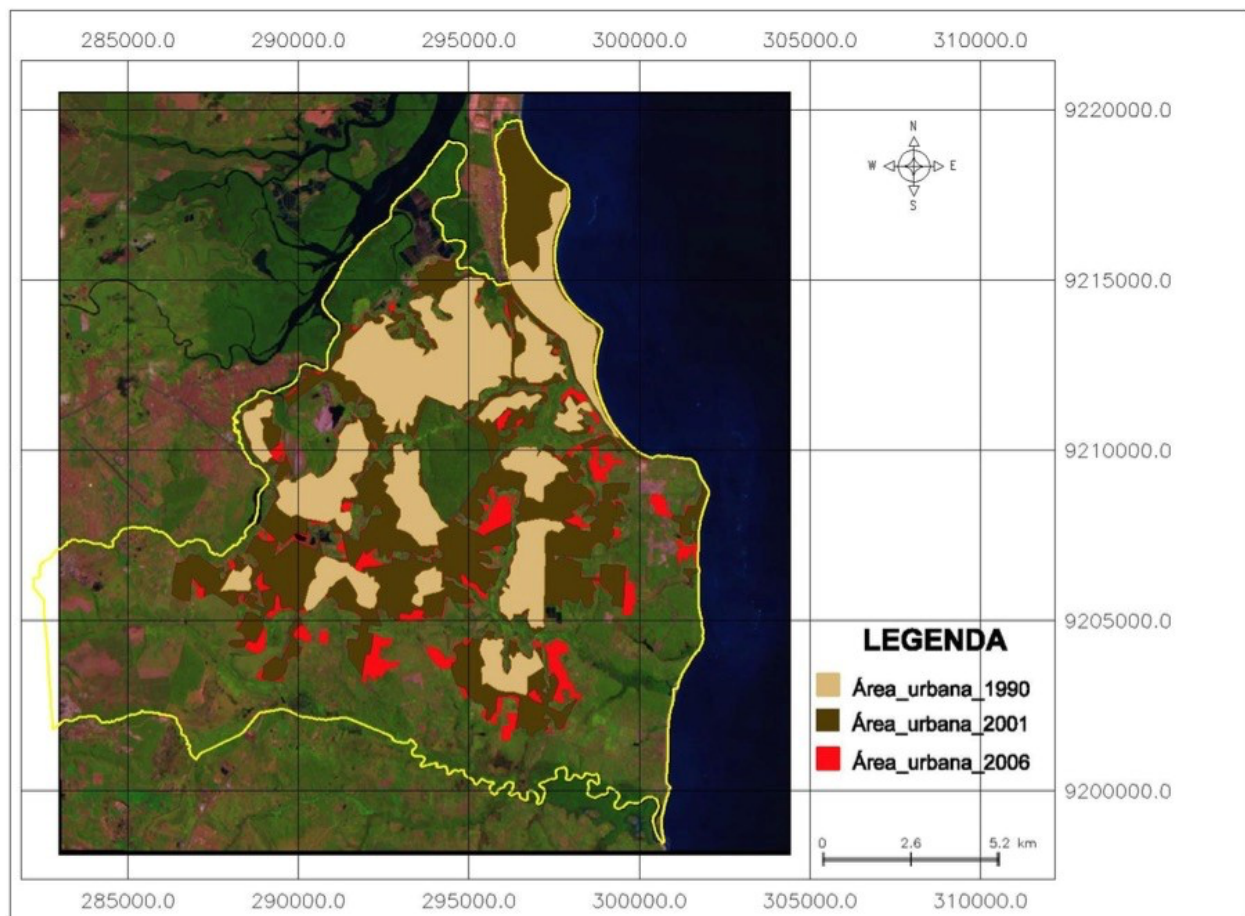 285000.0 290000.0 295000.0 300000.0 305000.0 310000.0
9220000.0
N
W E
S
9215000.0
9210000.0
9205000.0
LEGENDA
Área_urbana_1990
Área_urbana_2001
Área_urbana_2006
9200000.0
0 2.6 5.2 km
285000.0 290000.0 295000.0 300000.0 305000.0 310000.0